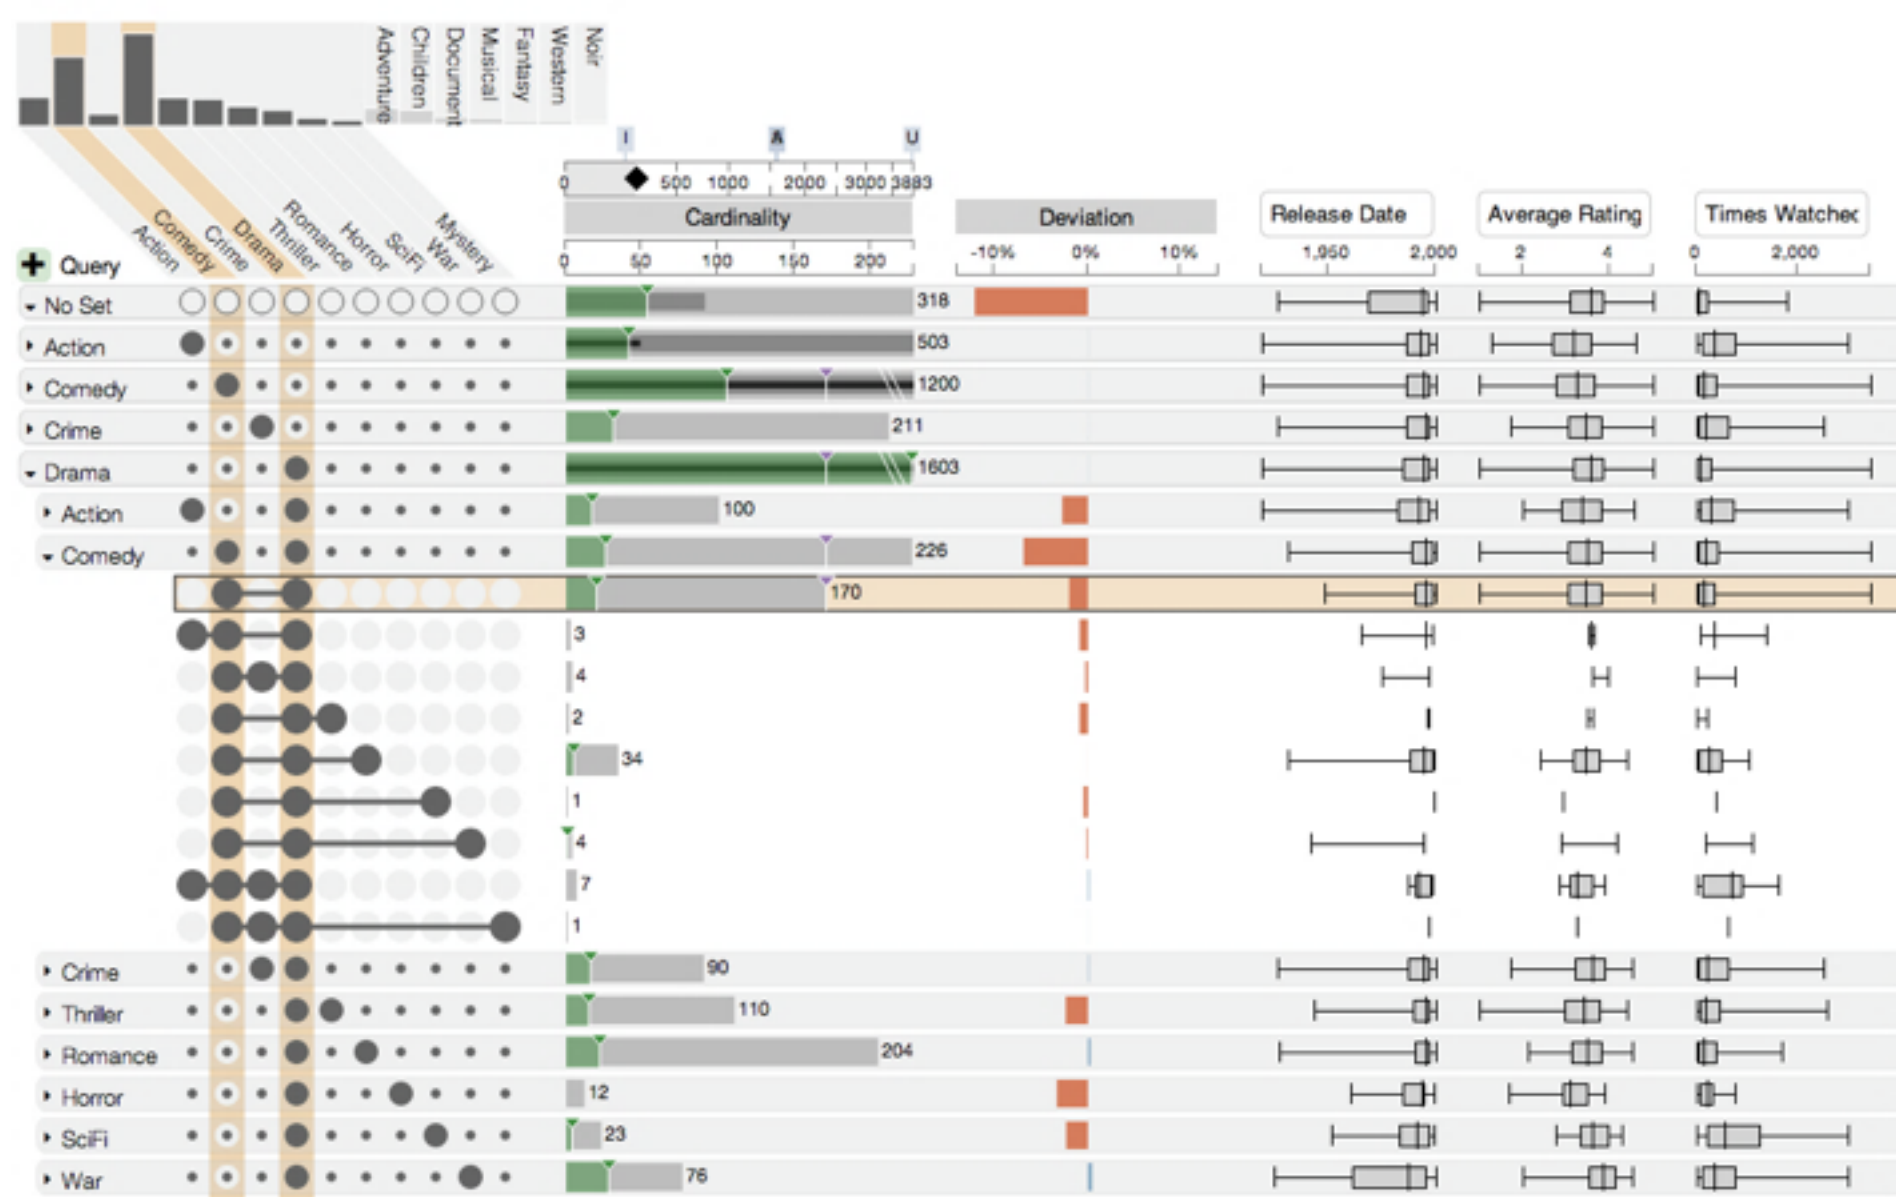 Adventure
Children
Document
Musical
Fantasy
Western
Noir
I A U
0 500 1000 2000 3000 3883
Cardinality Deviation Release Date Average Rating Times Watched
0 50 100 150 200 -10% 0% 10% 1,950 2,000 2 4 0 2,000
Action
Comedy
Crime
Drama
Thriller
Romance
Horror
SciFi
War
Mystery
Query
No Set 318
Action 503
Comedy 1200
Crime 211
Drama 1603
Action 100
Comedy 226
170
3
4
2
34
1
4
7
1
Crime 90
Thriller 110
Romance 204
Horror 12
SciFi 23
War 76